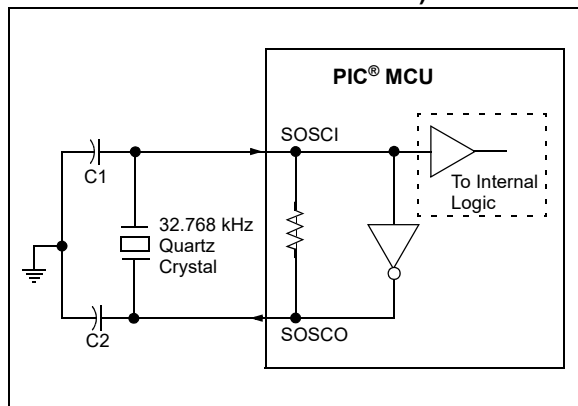 PIC® MCU
SOSCI
C1
To Internal
Logic
32.768 kHz
Quartz
Crystal
C2
SOSCO